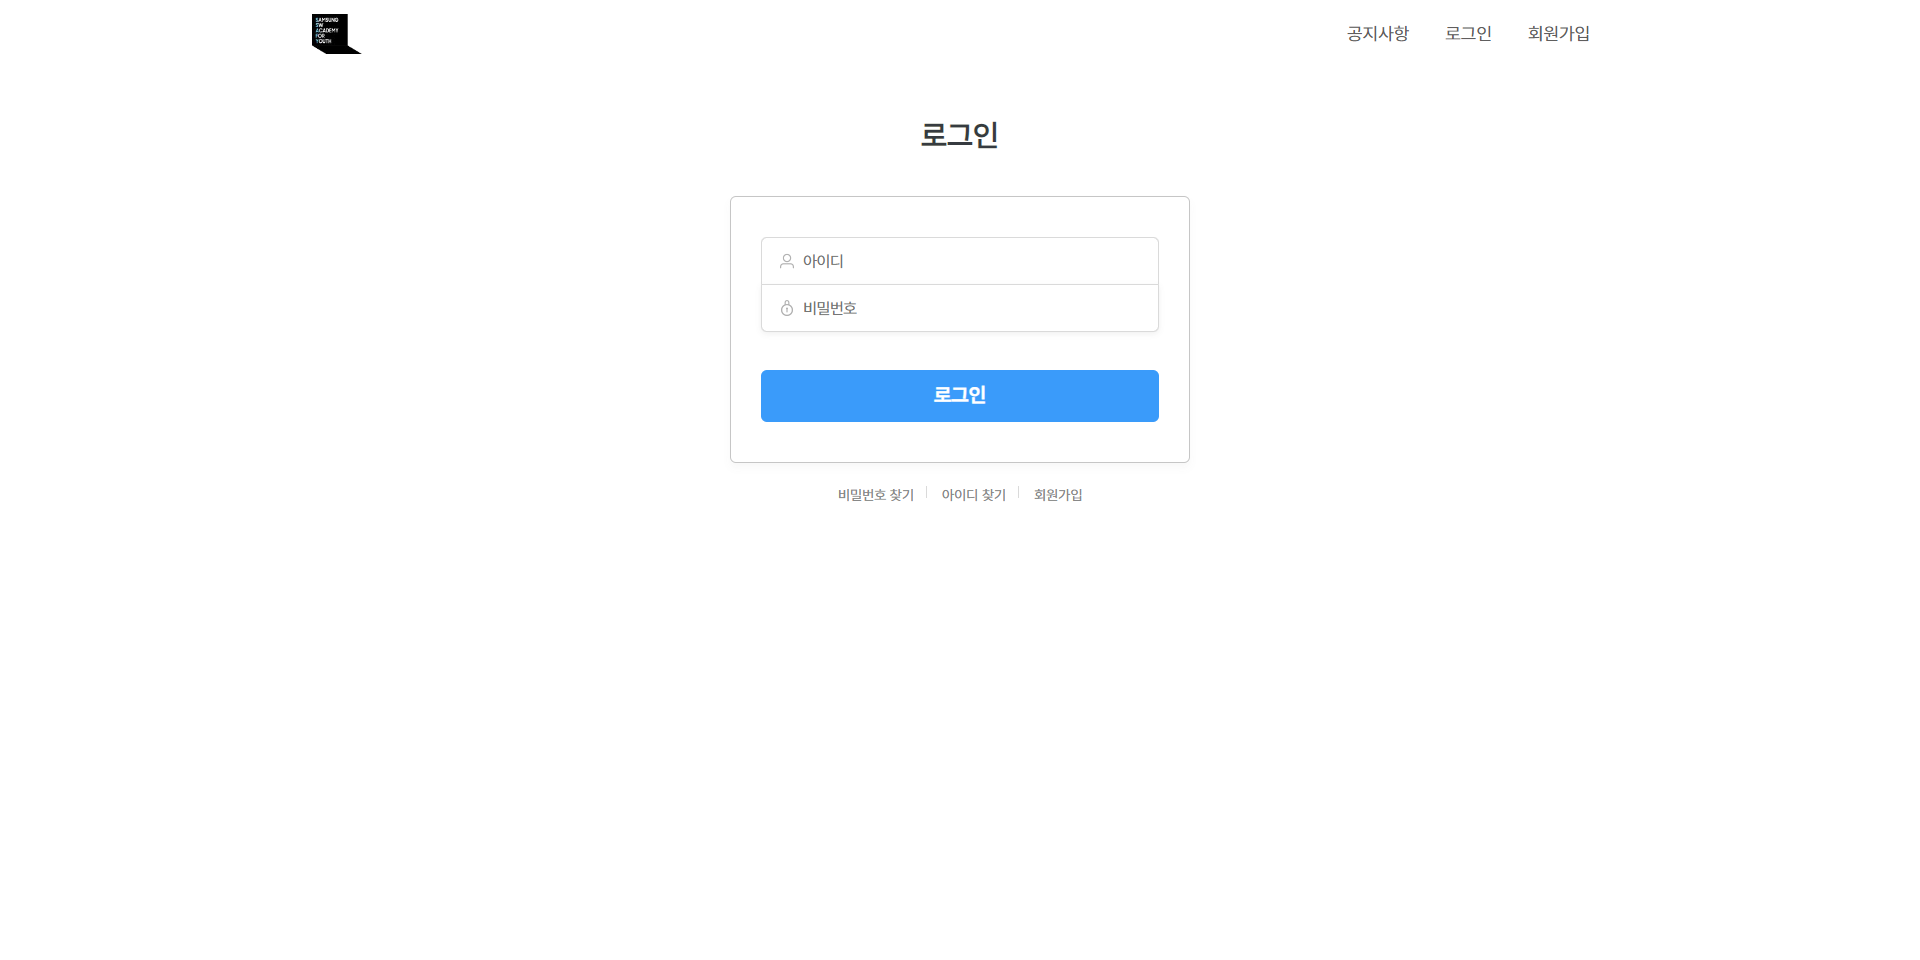 SAMSUNG
SW
ACADEMY
FOR
YOUTH
공지사항 로그인 회원가입
로그인
아이디
비밀번호
로그인
비밀번호 찾기 아이디 찾기 회원가입